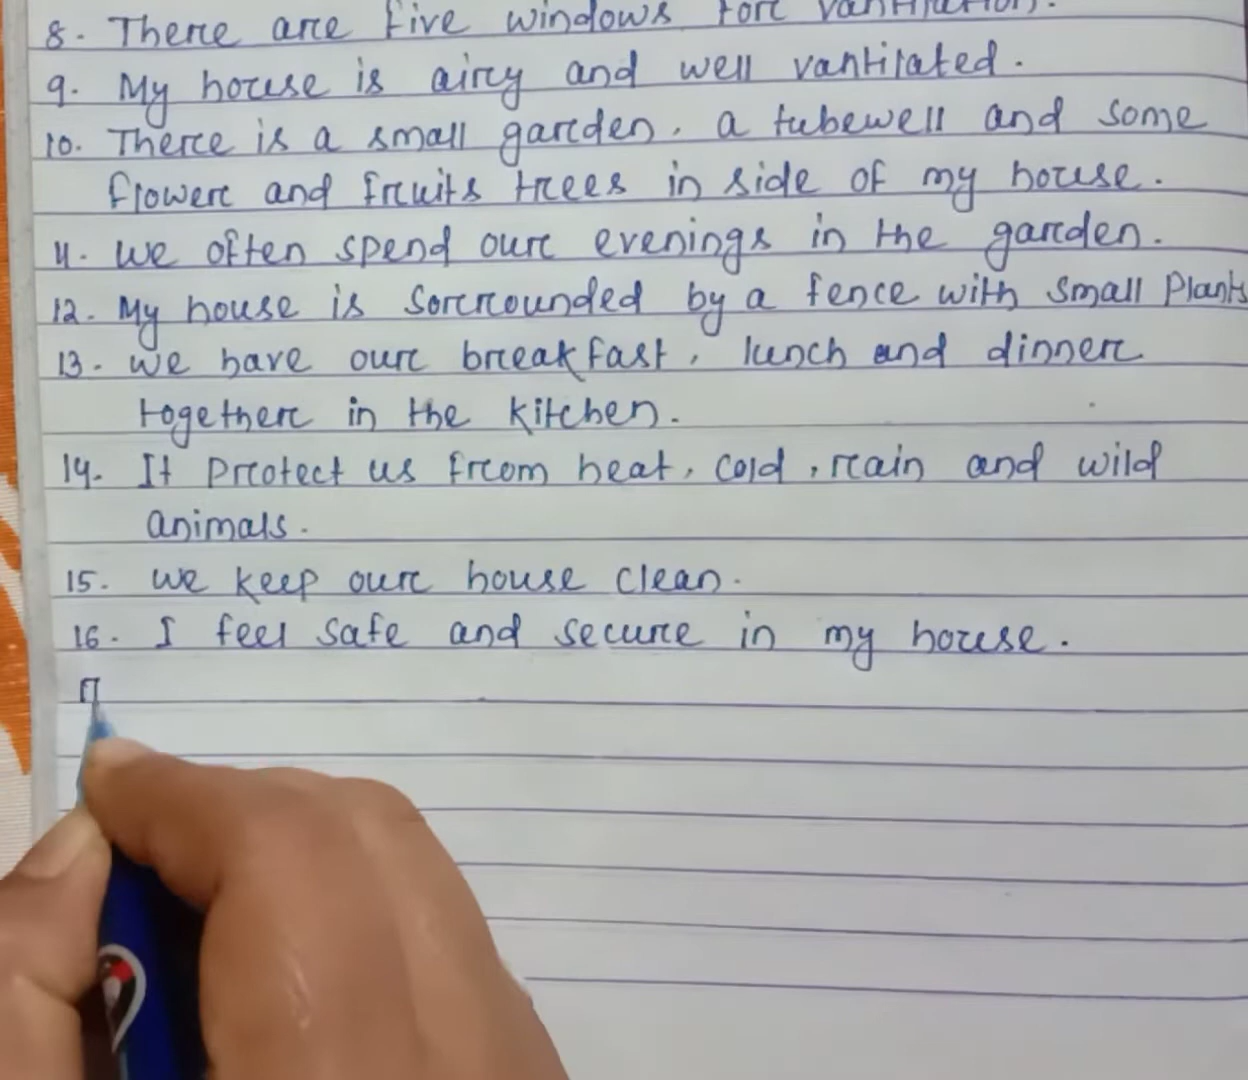 8. There are five windows for vantilation.
9. My house is airy and well vantilated.
10. There is a small garden, a tubewell and some
flower and fruits trees in side of my house.
11. We often spend our evenings in the garden.
12. My house is sorrounded by a fence with small plants
13. We have our breakfast, lunch and dinner
together in the kitchen.
14. It protect us from heat, cold, rain and wild
animals.
15. We keep our house clean.
16. I feel safe and secure in my house.